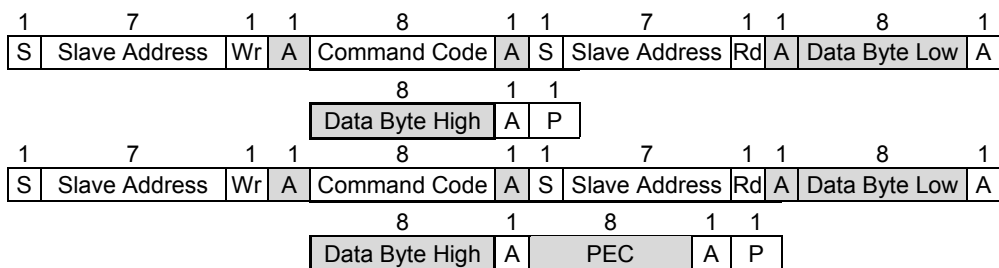 1 7 1 1 8 1 1 7 1 1 8 1
S Slave Address Wr A Command Code A S Slave Address Rd A Data Byte Low A
8 1 1
Data Byte High A P
1 7 1 1 8 1 1 7 1 1 8 1
S Slave Address Wr A Command Code A S Slave Address Rd A Data Byte Low A
8 1 8 1 1
Data Byte High A PEC A P